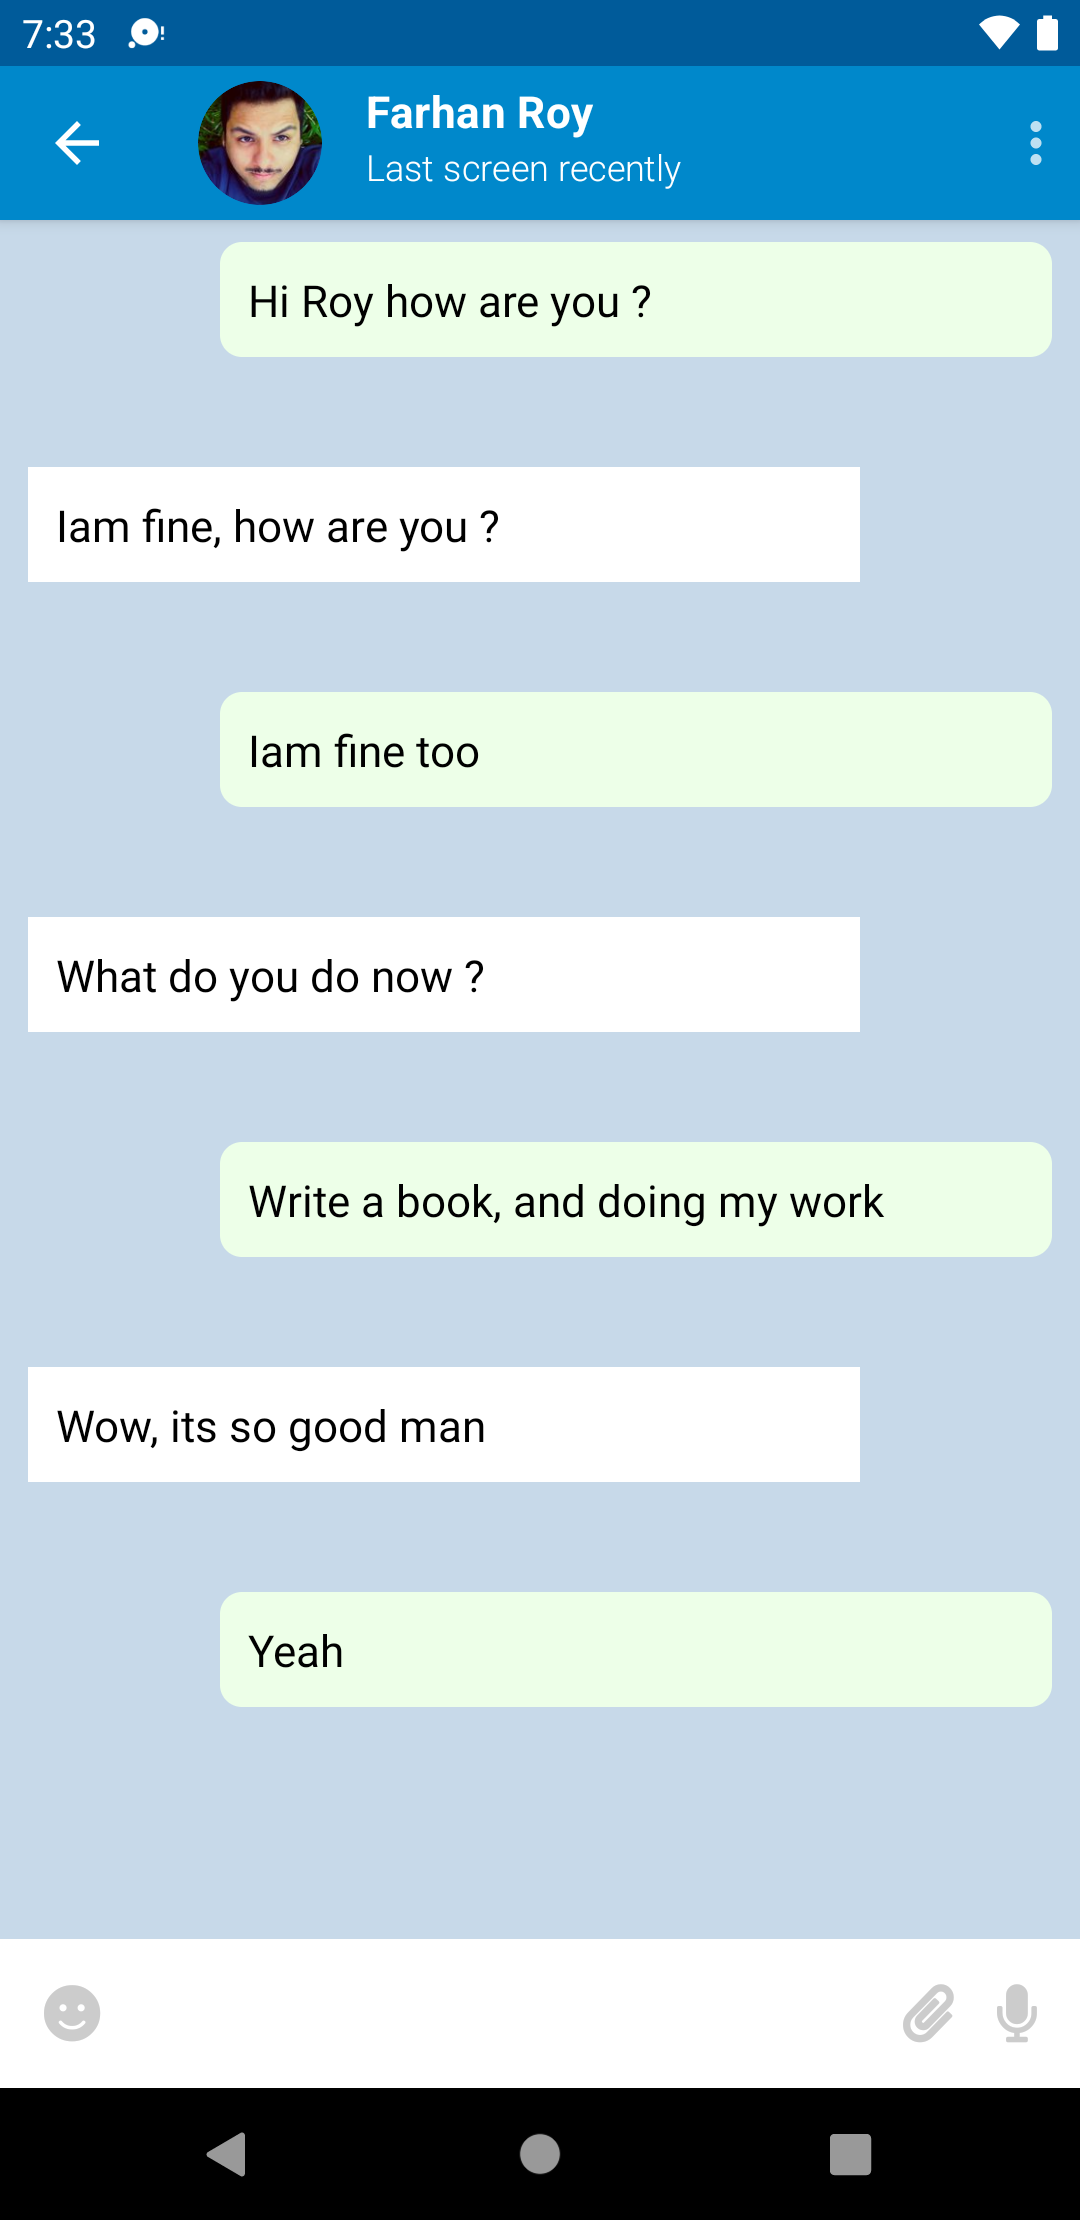 7:33
Farhan Roy
Last screen recently
Hi Roy how are you ?
Iam fine, how are you ?
Iam fine too
What do you do now ?
Write a book, and doing my work
Wow, its so good man
Yeah